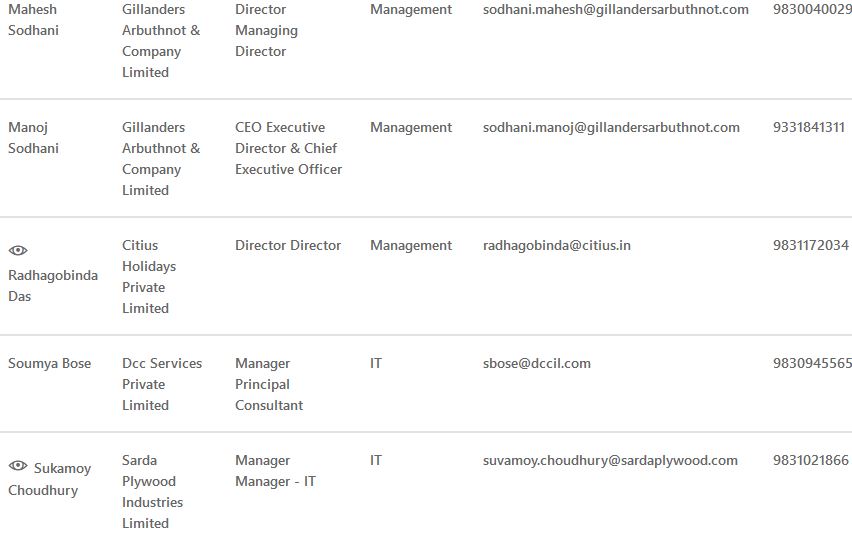 Mahesh Sodhani
Gillanders Arbuthnot & Company Limited
Director Managing Director
Management
sodhani.mahesh@gillandersarbuthnot.com
9830040029
Manoj Sodhani
Gillanders Arbuthnot & Company Limited
CEO Executive Director & Chief Executive Officer
Management
sodhani.manoj@gillandersarbuthnot.com
9331841311
Radhagobinda Das
Citius Holidays Private Limited
Director Director
Management
radhagobinda@citius.in
9831172034
Soumya Bose
Dcc Services Private Limited
Manager Principal Consultant
IT
sbose@dccil.com
9830945565
Sukamoy Choudhury
Sarda Plywood Industries Limited
Manager Manager - IT
IT
suvamoy.choudhury@sardaplywood.com
9831021866